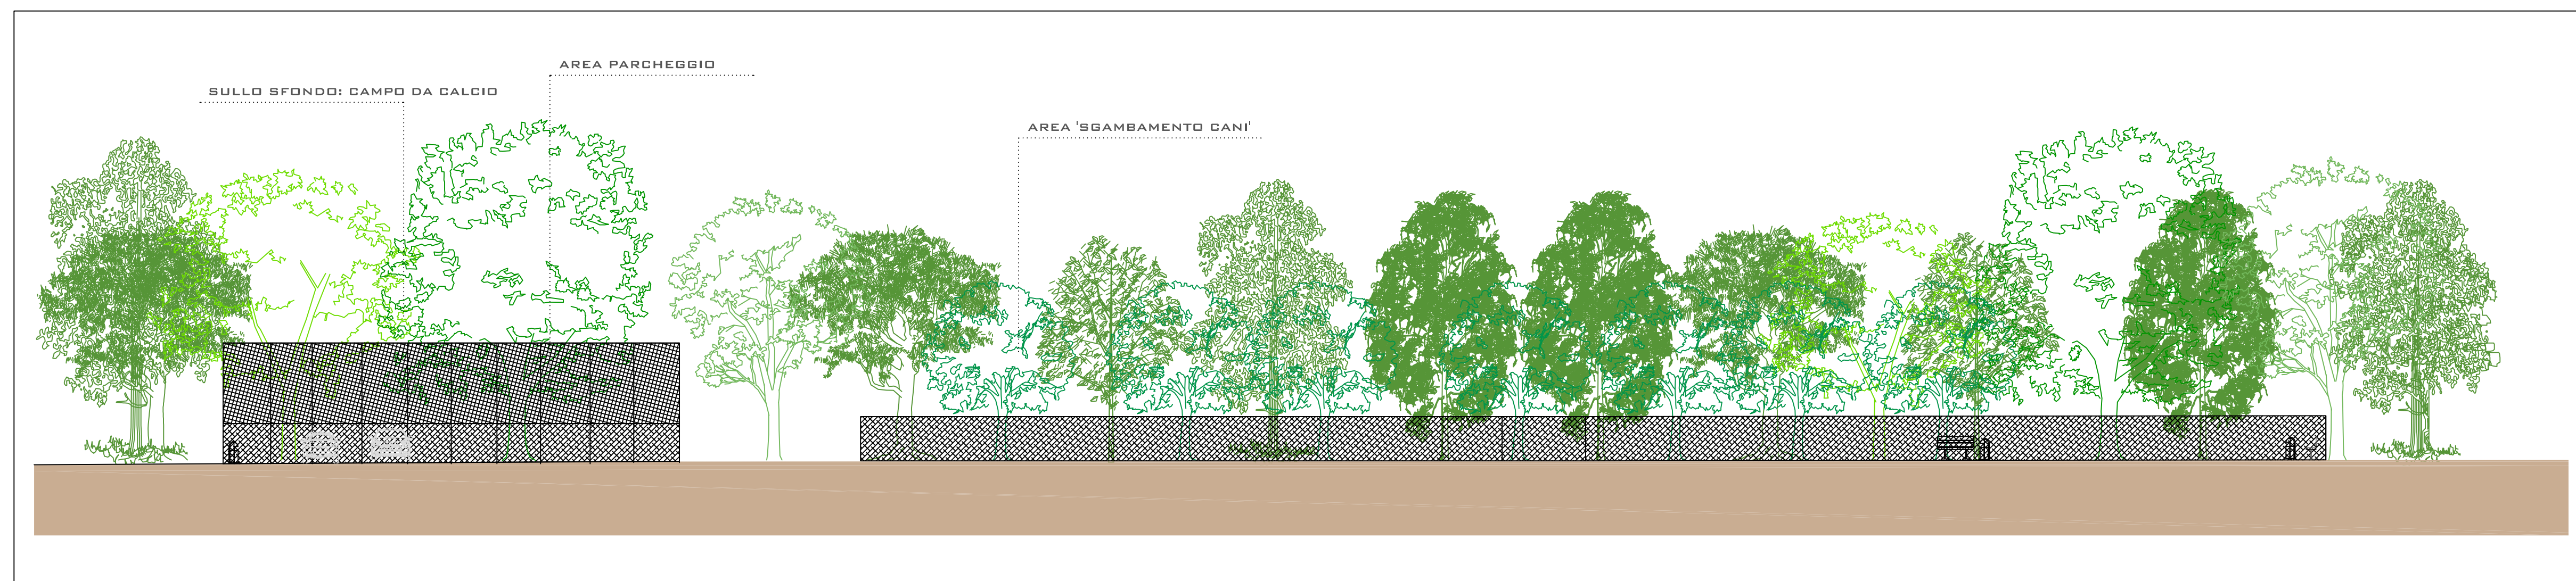 AREA PARCHEGGIO
SULLO SFONDO: CAMPO DA CALCIO
AREA 'SGAMBAMENTO CANI'